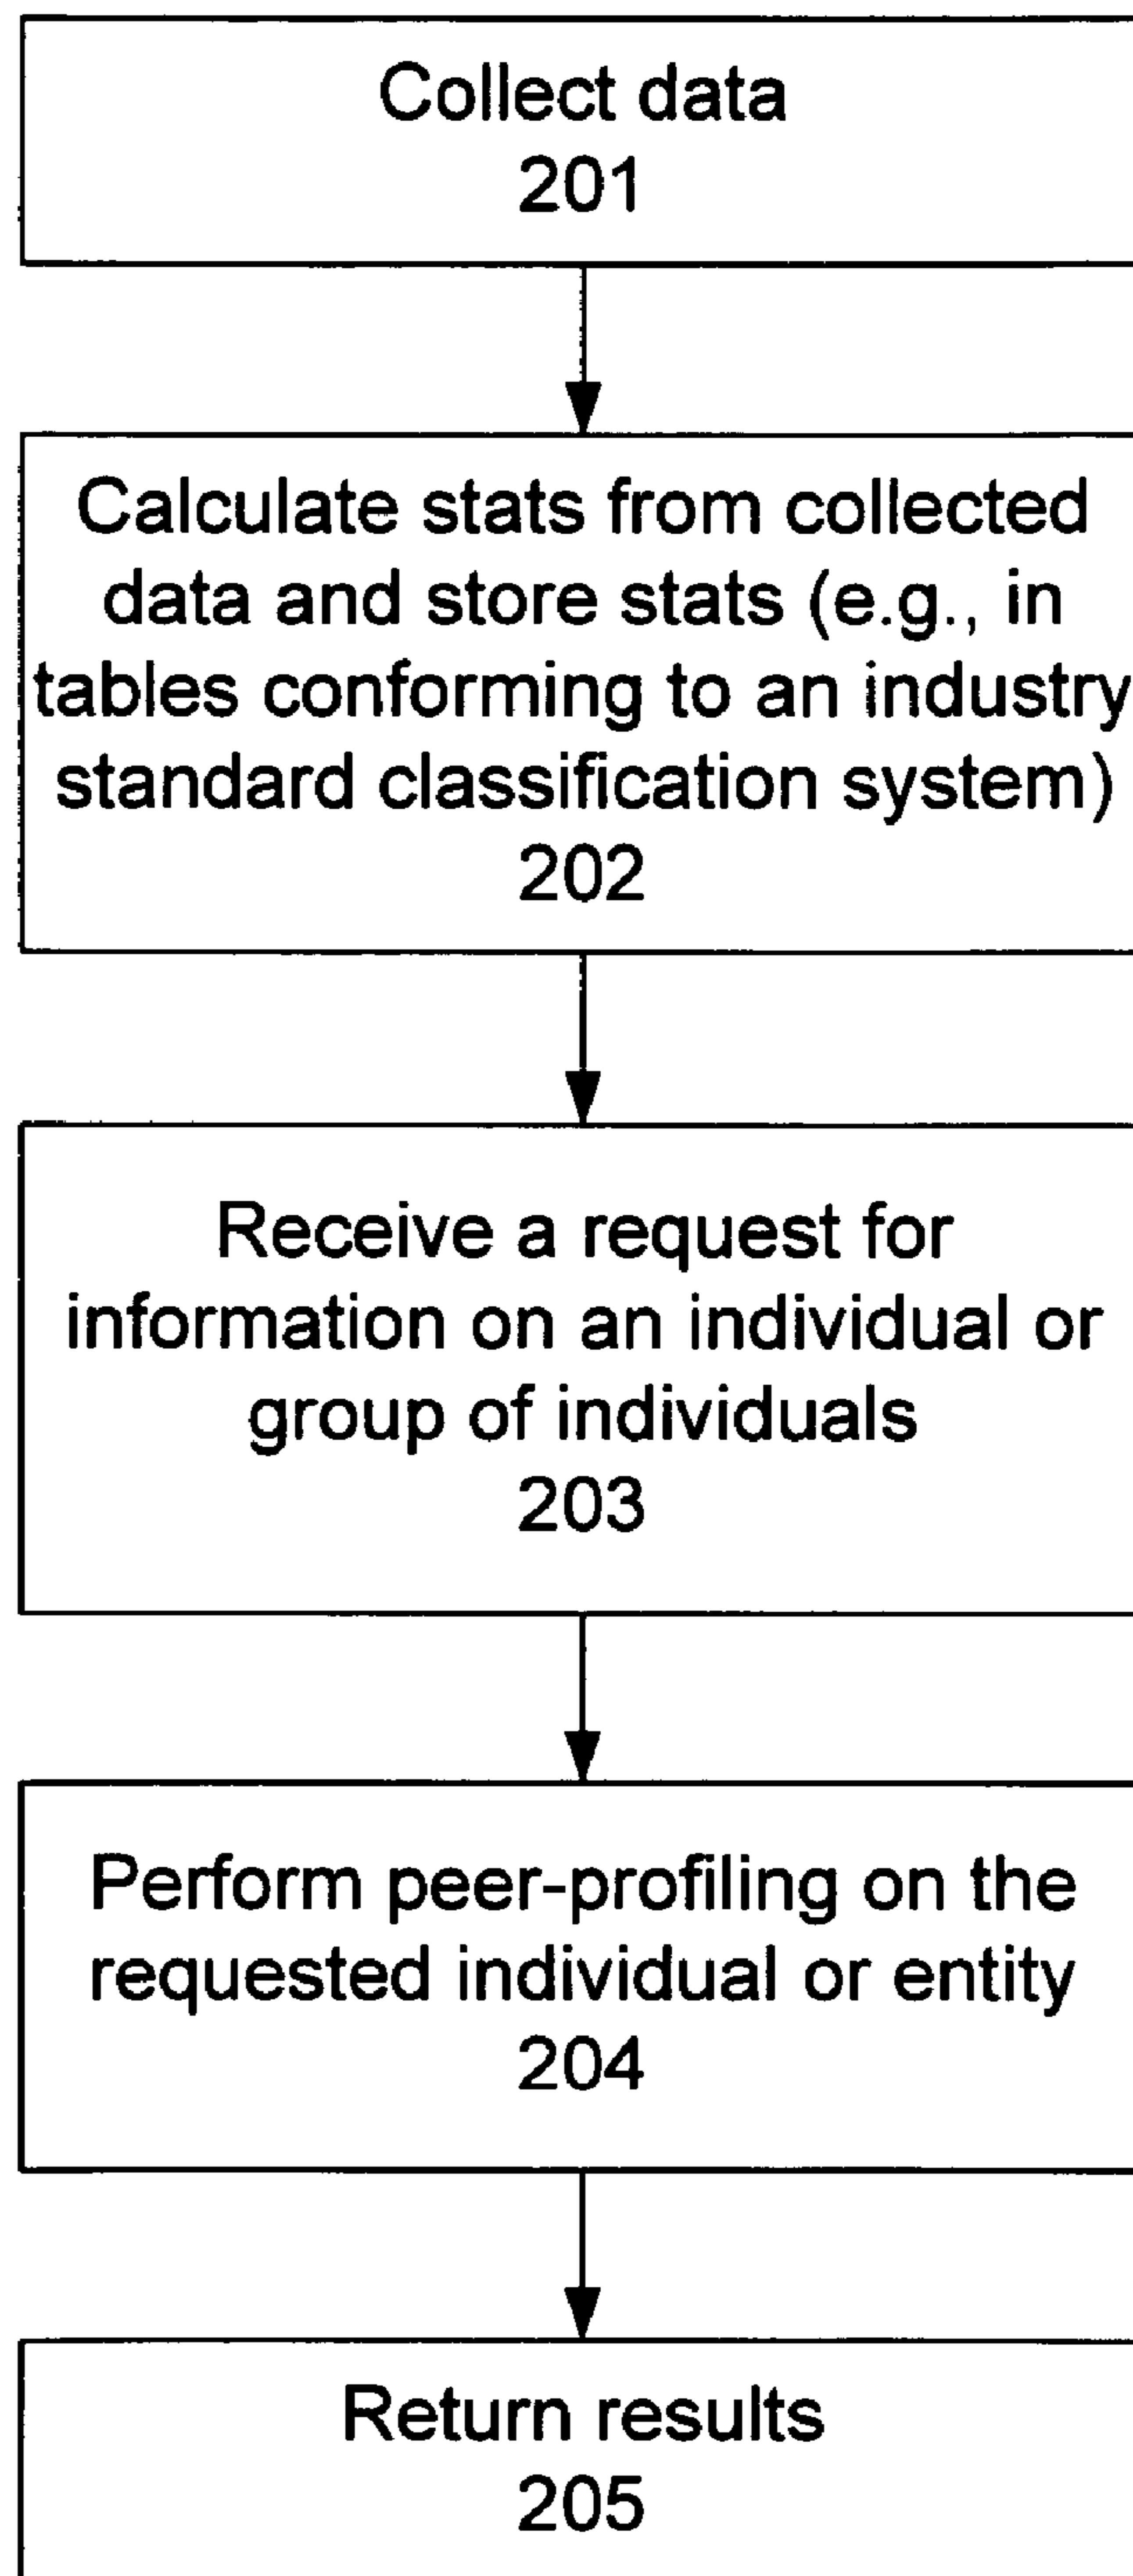 Collect data
201
Calculate stats from collected
data and store stats (e.g., in
tables conforming to an industry
standard classification system)
202
Receive a request for
information on an individual or
group of individuals
203
Perform peer-profiling on the
requested individual or entity
204
Return results
205